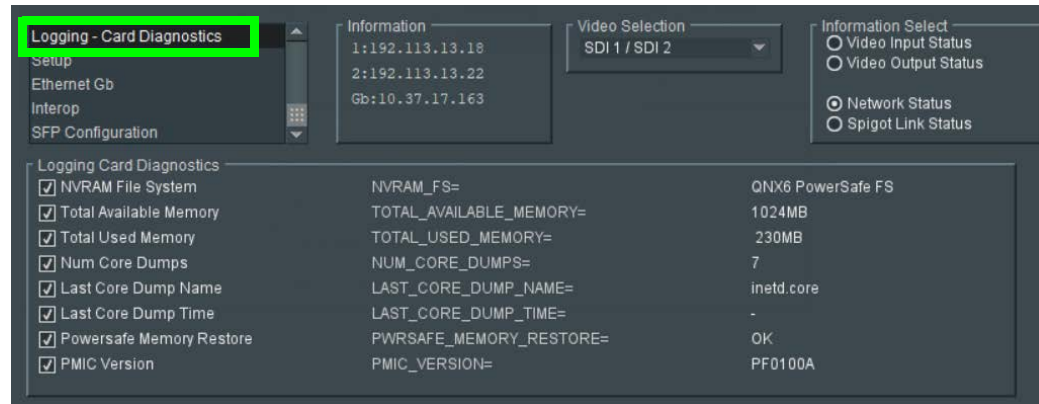 Logging - Card Diagnostics
Setup
Ethernet Gb
Interop
SFP Configuration
Information
1:192.113.13.18
2:192.113.13.22
Gb:10.37.17.163
Video Selection
SDI 1 / SDI 2
Information Select
Video Input Status
Video Output Status
Network Status
Spigot Link Status
Logging Card Diagnostics
NVRAM File System NVRAM_FS= QNX6 PowerSafe FS
Total Available Memory TOTAL_AVAILABLE_MEMORY= 1024MB
Total Used Memory TOTAL_USED_MEMORY= 230MB
Num Core Dumps NUM_CORE_DUMPS= 7
Last Core Dump Name LAST_CORE_DUMP_NAME= inetd.core
Last Core Dump Time LAST_CORE_DUMP_TIME= -
Powersafe Memory Restore PWRSAFE_MEMORY_RESTORE= OK
PMIC Version PMIC_VERSION= PF0100A